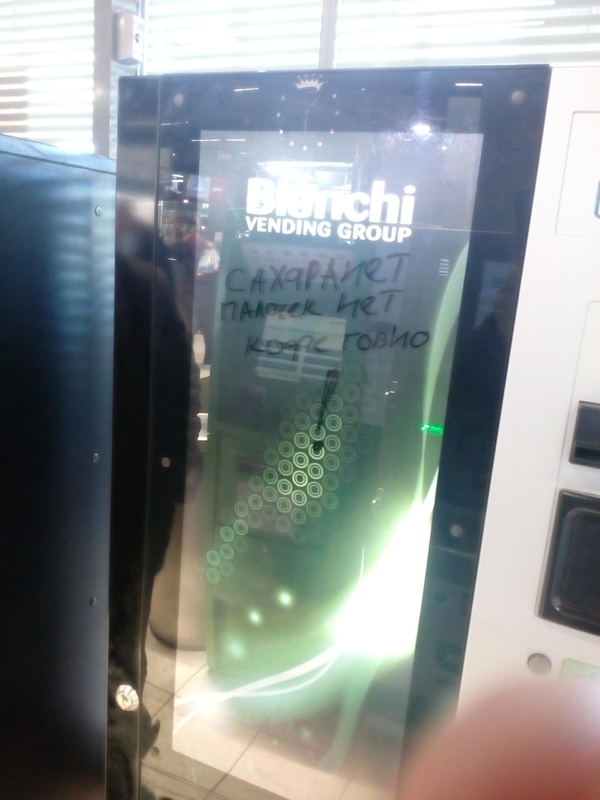 Bianchi
VENDING GROUP
САХАРА НЕТ
ПАЛОЧЕК НЕТ
КОФЕ ГОВНО